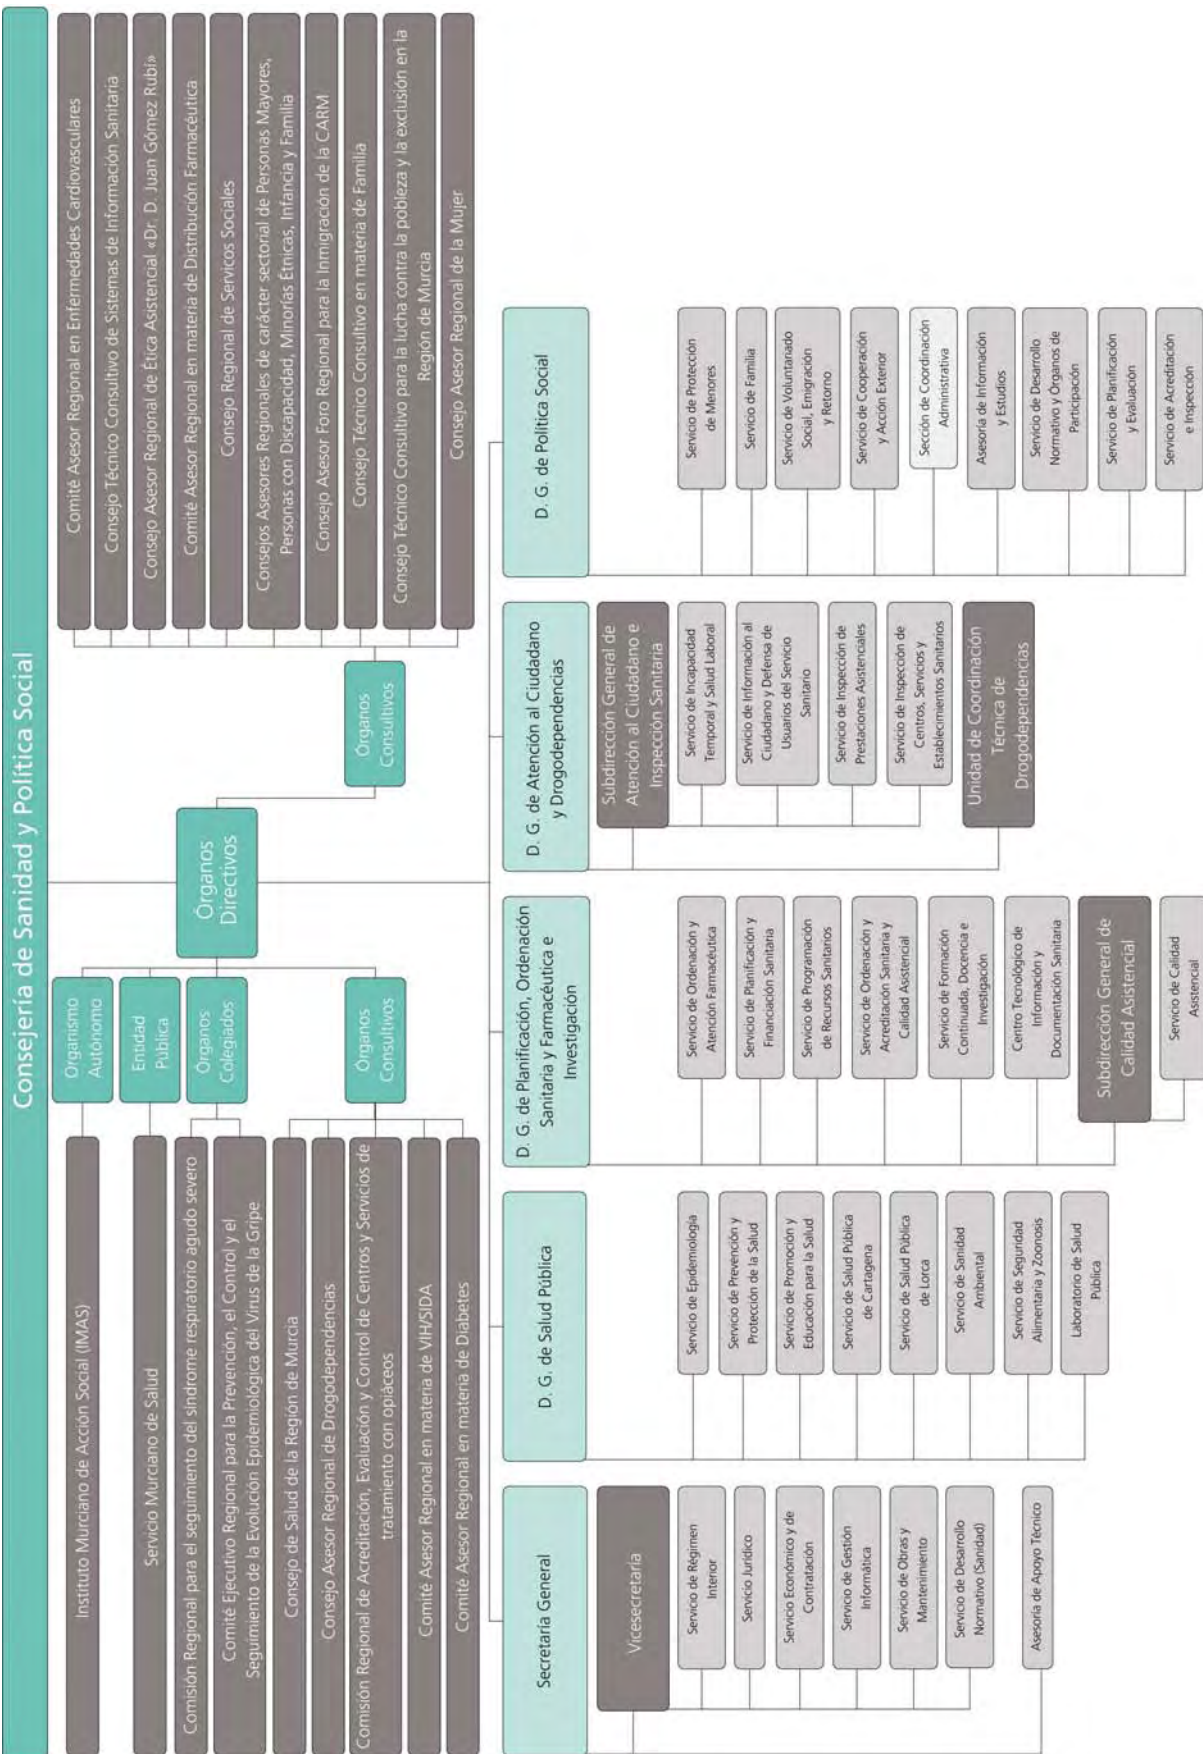 Consejería de Sanidad y Política Social
Órganos
Directivos
Organismo
Autónomo
Entidad
Pública
Órganos
Colegiados
Órgano
Consultivos
Instituto Murciano de Acción Social (IMAS)
Servicio Murciano de Salud
Comisión Regional para el seguimiento del síndrome respiratorio agudo severo
Comité Ejecutivo Regional para la Prevención, el Control y el
Seguimiento de la Evolución Epidemiológica del Virus de la Gripe
Consejo de Salud de la Región de Murcia
Consejo Asesor Regional de Drogodependencias
Comisión Regional de Acreditación, Evaluación y Control de Centros y Servicios de
tratamiento con opiáceos
Comité Asesor Regional en materia de VIH/SIDA
Comité Asesor Regional en materia de Diabetes
Órganos
Consultivos
Comité Asesor Regional en Enfermedades Cardiovasculares
Consejo Técnico Consultivo de Sistemas de Información Sanitaria
Consejo Asesor Regional de Ética Asistencial «Dr. D. Juan Gómez Rubí»
Comité Asesor Regional en materia de Distribución Farmacéutica
Consejo Regional de Servicos Sociales
Consejos Asesores Regionales de carácter sectorial de Personas Mayores,
Personas con Discapacidad, Minorías Étnicas, Infancia y Familia
Consejo Asesor Foro Regional para la Inmigración de la CARM
Consejo Técnico Consultivo en materia de Familia
Consejo Técnico Consultivo para la lucha contra la pobleza y la exclusión en la
Región de Murcia
Consejo Asesor Regional de la Mujer
Secretaría General
Vicesecretaría
Servicio de Régimen
Interior
Servicio Jurídico
Servicio Económico y de
Contratación
Servicio de Gestión
Informática
Servicio de Obras y
Mantenimiento
Servicio de Desarrollo
Normativo (Sanidad)
Asesoría de Apoyo Técnico
D. G. de Salud Pública
Servicio de Epidemiología
Servicio de Prevención y
Protección de la Salud
Servicio de Promoción y
Educación para la Salud
Servicio de Salud Pública
de Cartagena
Servicio de Salud Pública
de Lorca
Servicio de Sanidad
Ambiental
Servicio de Seguridad
Alimentaria y Zoonosis
Laboratorio de Salud
Pública
D. G. de Planificación, Ordenación
Sanitaria y Farmacéutica e
Investigación
Servicio de Ordenación y
Atención Farmacéutica
Servicio de Planificación y
Financiación Sanitaria
Servicio de Programación
de Recursos Sanitarios
Servicio de Ordenación y
Acreditación Sanitaria y
Calidad Asistencial
Servicio de Formación
Continuada, Docencia e
Investigación
Centro Tecnológico de
Información y
Documentación Sanitaria
Subdirección General de
Calidad Asistencial
Servicio de Calidad
Asistencial
D. G. de Atención al Ciudadano
y Drogodependencias
Subdirección General de
Atención al Ciudadano e
Inspección Sanitaria
Servicio de Incapacidad
Temporal y Salud Laboral
Servicio de Información al
Ciudadano y Defensa de
Usuarios del Servicio
Sanitario
Servicio de Inspección de
Prestaciones Asistenciales
Servicio de Inspección de
Centros, Servicios y
Establecimientos Sanitarios
Unidad de Coordinación
Técnica de
Drogodependencias
D. G. de Política Social
Servicio de Protección
de Menores
Servicio de Familia
Servicio de Voluntariado
Social, Emigración
y Retorno
Servicio de Cooperación
y Acción Exterior
Sección de Coordinación
Administrativa
Asesoría de Información
y Estudios
Servicio de Desarrollo
Normativo y Órganos de
Participación
Servicio de Planificación
y Evaluación
Servicio de Acreditación
e Inspección